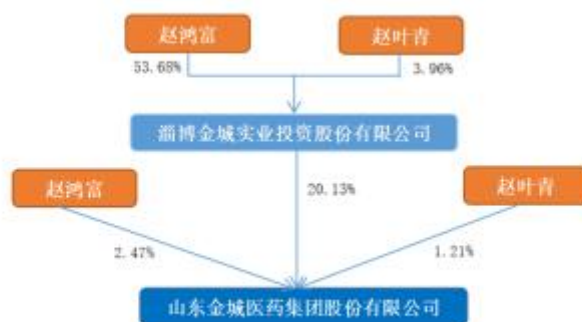 赵鸿富
赵叶青
53.68%
3.96%
淄博金城实业投资股份有限公司
赵鸿富
20.13%
赵叶青
2.47%
1.21%
山东金城医药集团股份有限公司